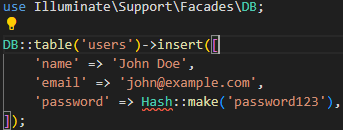 use Illuminate\Support\Facades\DB;
DB::table('users')->insert([
    'name' => 'John Doe',
    'email' => 'john@example.com',
    'password' => Hash::make('password123'),
]);